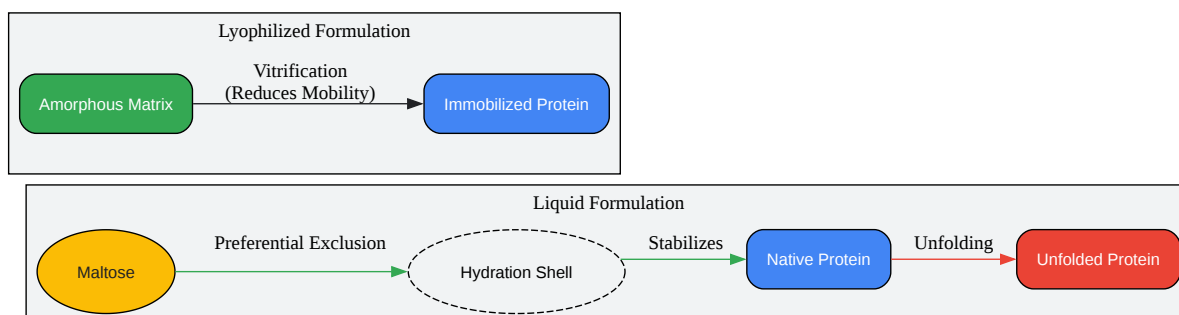 Lyophilized Formulation
Vitrification
(Reduces Mobility)
Amorphous Matrix
Immobilized Protein
Liquid Formulation
Preferential Exclusion
Stabilizes
Unfolding
Maltose
Hydration Shell
Native Protein
Unfolded Protein